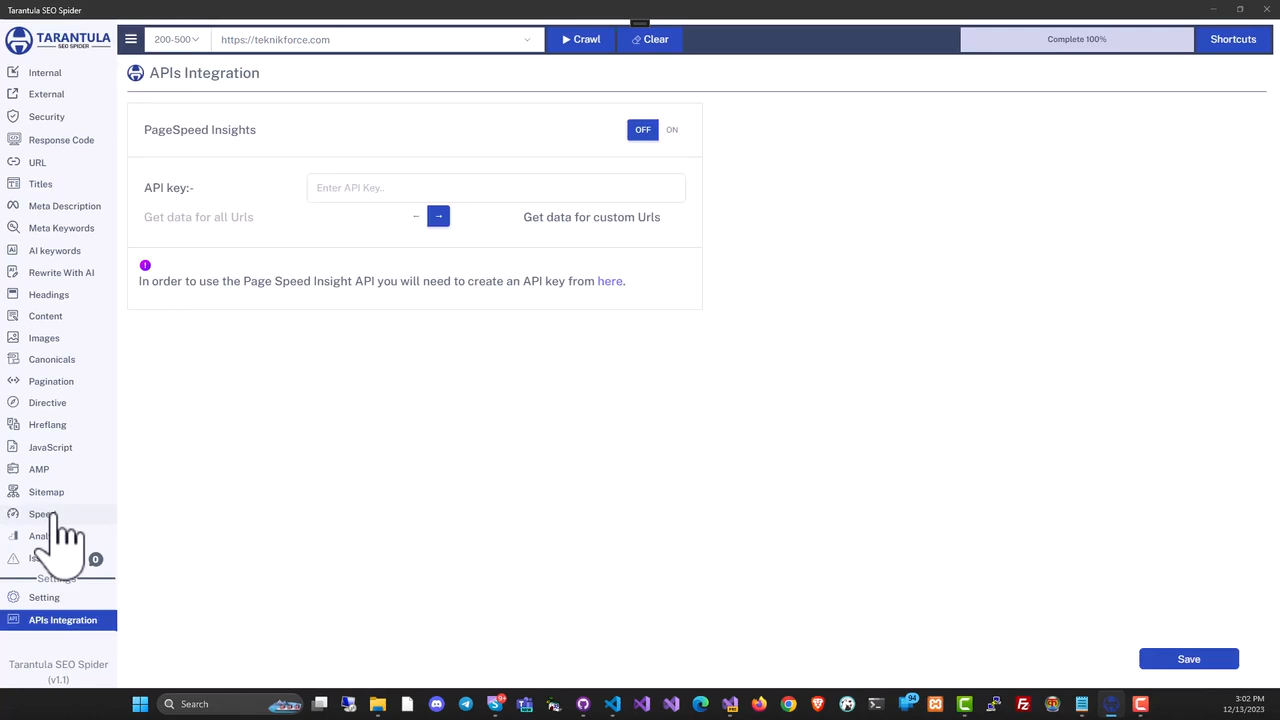 Tarantula SEO Spider
TARANTULA
SEO SPIDER
200-500
https://teknikforce.com
Crawl
Clear
Complete 100%
Shortcuts
Internal
External
Security
Response Code
URL
Titles
Meta Description
Meta Keywords
AI keywords
Rewrite With AI
Headings
Content
Images
Canonicals
Pagination
Directive
Hreflang
JavaScript
AMP
Sitemap
0
Setting
APIs Integration
Tarantula SEO Spider
(v1.1)
APIs Integration
PageSpeed Insights
OFF
ON
API key:-
Enter API Key..
Get data for all Urls
← →
Get data for custom Urls
!
In order to use the Page Speed Insight API you will need to create an API key from here.
Save
Search
3:02 PM
12/13/2023